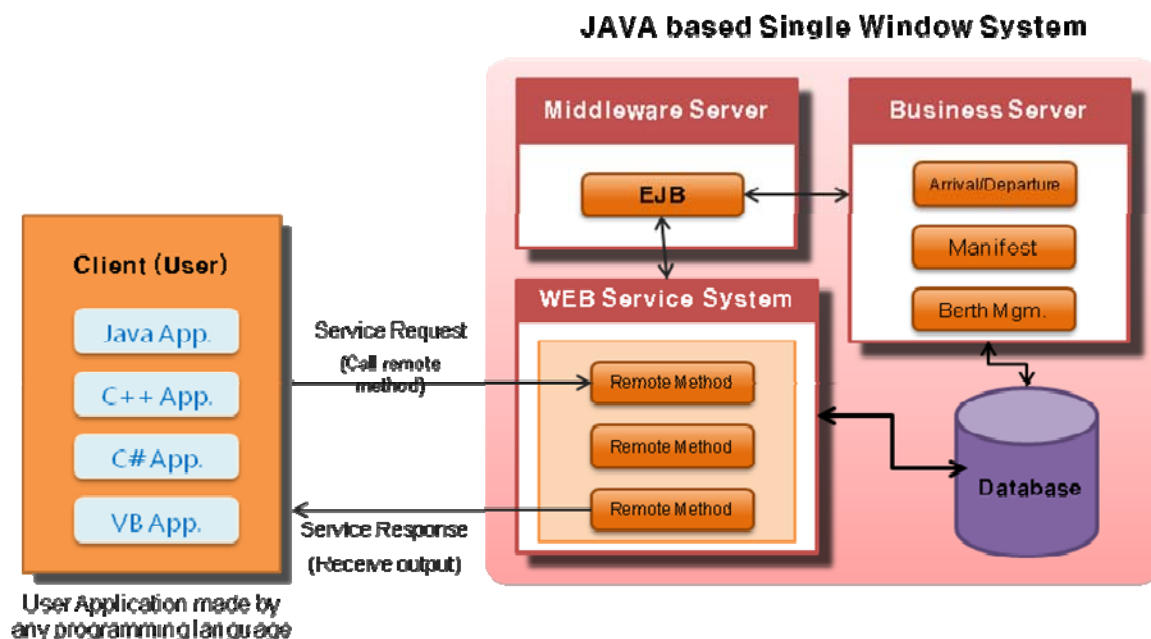 JAVA based Single Window System
Middleware Server
EJB
Business Server
Arrival/Departure
Manifest
Berth Mgm.
Client (User)
Java App.
C++ App.
C# App.
VB App.
User Application made by
any programming language
Service Request
(Call remote
method)
Service Response
(Receive output)
WEB Service System
Remote Method
Remote Method
Remote Method
Database